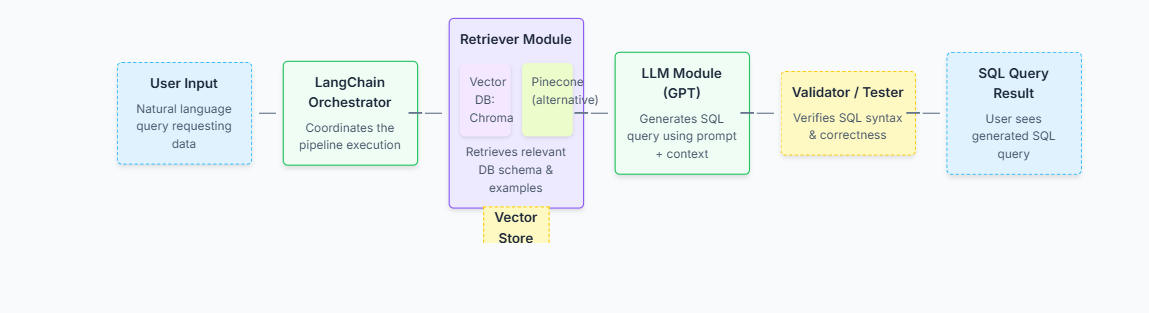 User Input
Natural language
query requesting
data
LangChain
Orchestrator
Coordinates the
pipeline execution
Retriever Module
Vector
DB:
Chroma
Pinecone
(alternative)
Retrieves relevant
DB schema &
examples
Vector
Store
LLM Module
(GPT)
Generates SQL
query using prompt
+ context
Validator / Tester
Verifies SQL syntax
& correctness
SQL Query
Result
User sees
generated SQL
query